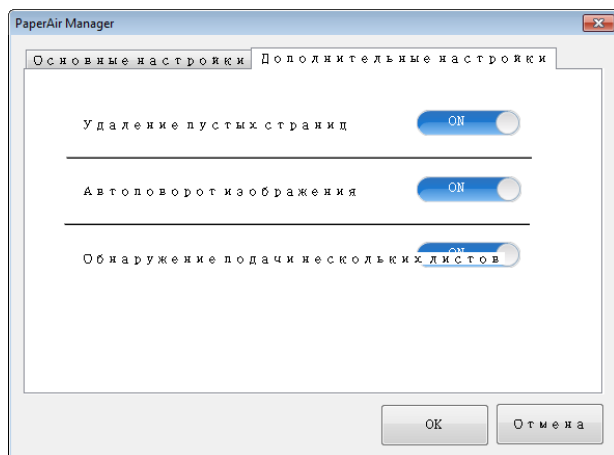 PaperAir Manager
Основные настройки Дополнительные настройки
Удаление пустых страниц ON
Автоповорот изображения ON
Обнаружение подачи нескольких листов ON
OK Отмена